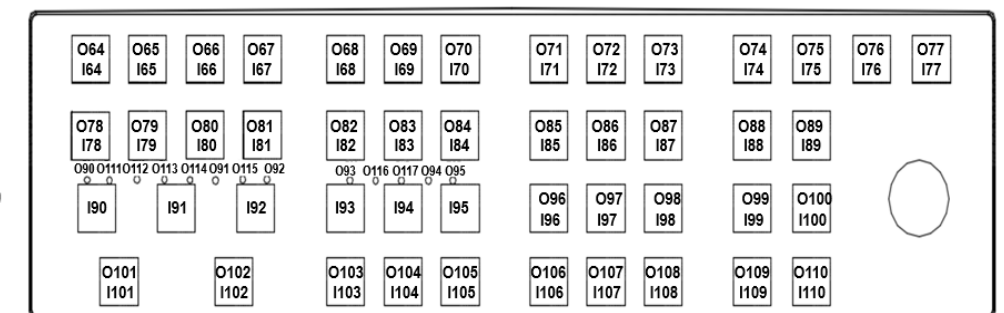 O64 O65 O66 O67 O68 O69 O70 O71 O72 O73 O74 O75 O76 O77
I64 I65 I66 I67 I68 I69 I70 I71 I72 I73 I74 I75 I76 I77
O78 O79 O80 O81 O82 O83 O84 O85 O86 O87 O88 O89
I78 I79 I80 I81 I82 I83 I84 I85 I86 I87 I88 I89
O90 O111 O112 O113 O114 O91 O115 O92 O93 O116 O117 O94 O95
I90 I91 I92 I93 I94 I95
O96 O97 O98 O99 O100
I96 I97 I98 I99 I100
O101 O102 O103 O104 O105 O106 O107 O108 O109 O110
I101 I102 I103 I104 I105 I106 I107 I108 I109 I110